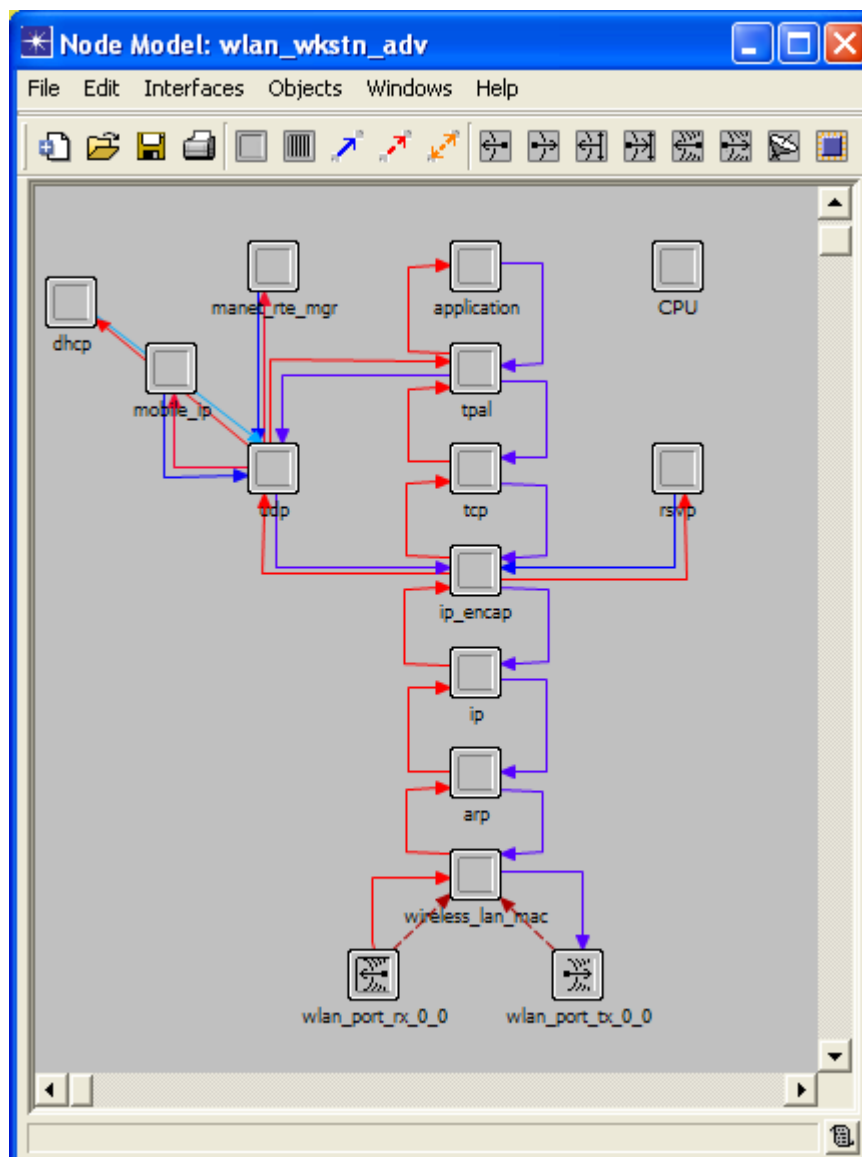 Node Model: wlan_wkstn_adv
File Edit Interfaces Objects Windows Help
manet_rte_mgr
application
CPU
dhcp
mobile_ip
tpal
udp
tcp
rsvp
ip_encap
ip
arp
wireless_lan_mac
wlan_port_rx_0_0
wlan_port_tx_0_0